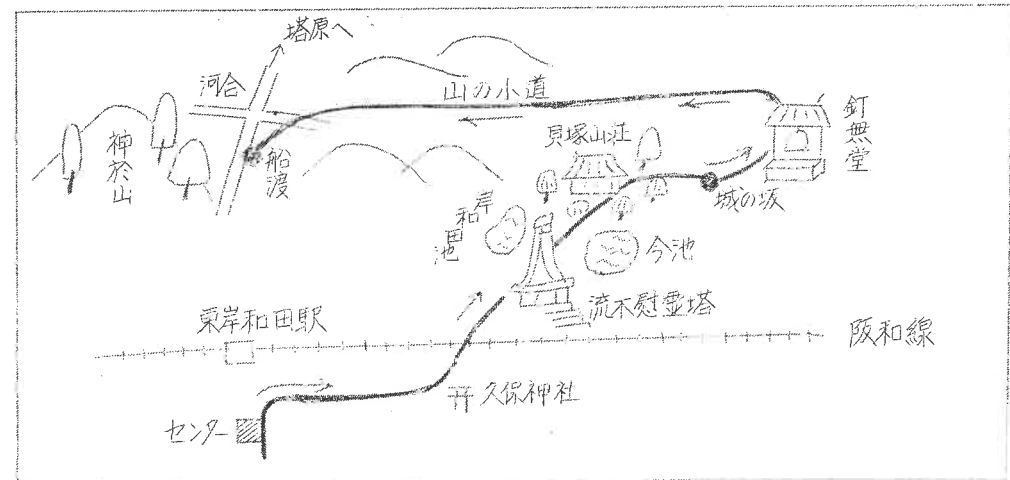 塔原へ
河合
山の小道
釘無堂
神於山
船渡
貝塚山荘
城の坂
岸和田池
今池
流木慰霊塔
東岸和田駅
阪和線
久保神社
センター